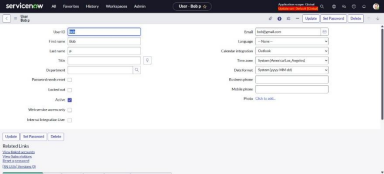 servicenow All Favorites History Workspaces Admin
User - Bob p ☆
Application scope: Global
User
Bob p
Update Set Password Delete
User ID
First name Bob
Last name p
Title
Department
Password needs reset
Locked out
Active
Web service access only
Internal Integration User
Email bob@gmail.com
Language -- None --
Calendar integration Outlook
Time zone System (America/Los_Angeles)
Date format System (yyyy-MM-dd)
Business phone
Mobile phone
Photo Click to add...
Update Set Password Delete
Related Links
View linked accounts
View Subscriptions
Reset a password